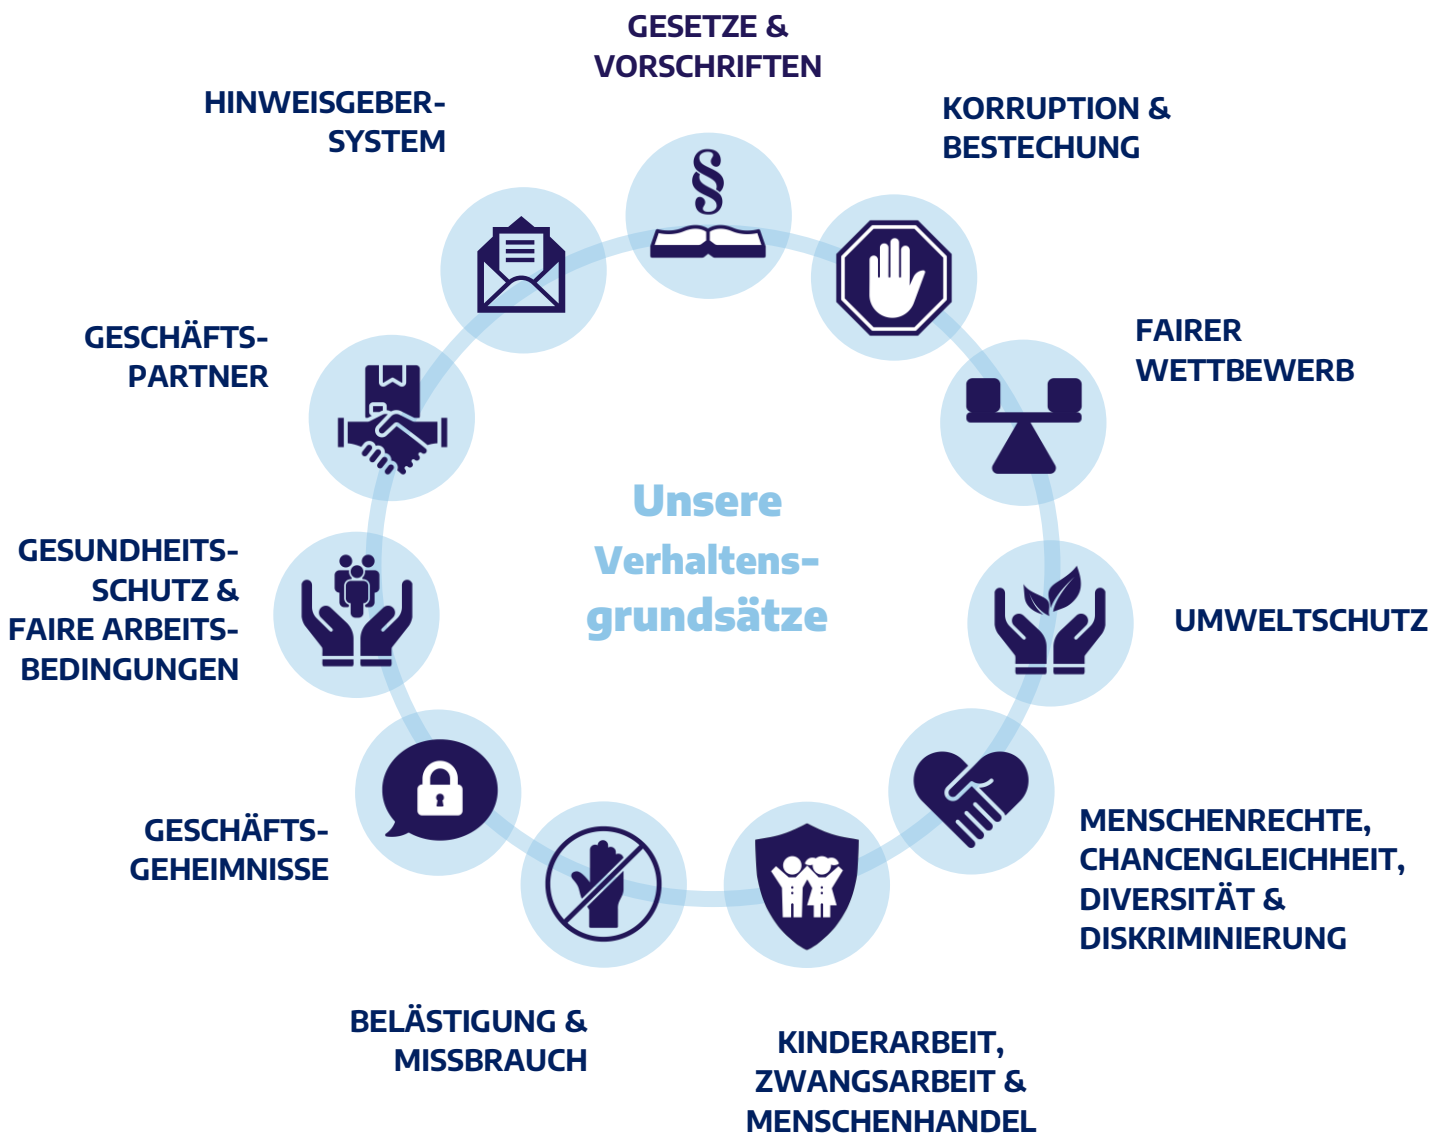 GESETZE &
VORSCHRIFTEN
KORRUPTION &
BESTECHUNG
FAIRER
WETTBEWERB
UMWELTSCHUTZ
MENSCHENRECHTE,
CHANCENGLEICHHEIT,
DIVERSITÄT &
DISKRIMINIERUNG
KINDERARBEIT,
ZWANGSARBEIT &
MENSCHENHANDEL
BELÄSTIGUNG &
MISSBRAUCH
GESCHÄFTS-
GEHEIMNISSE
GESUNDHEITS-
SCHUTZ &
FAIRE ARBEITS-
BEDINGUNGEN
GESCHÄFTS-
PARTNER
HINWEISGEBER-
SYSTEM
§
Unsere
Verhaltens-
grundsätze